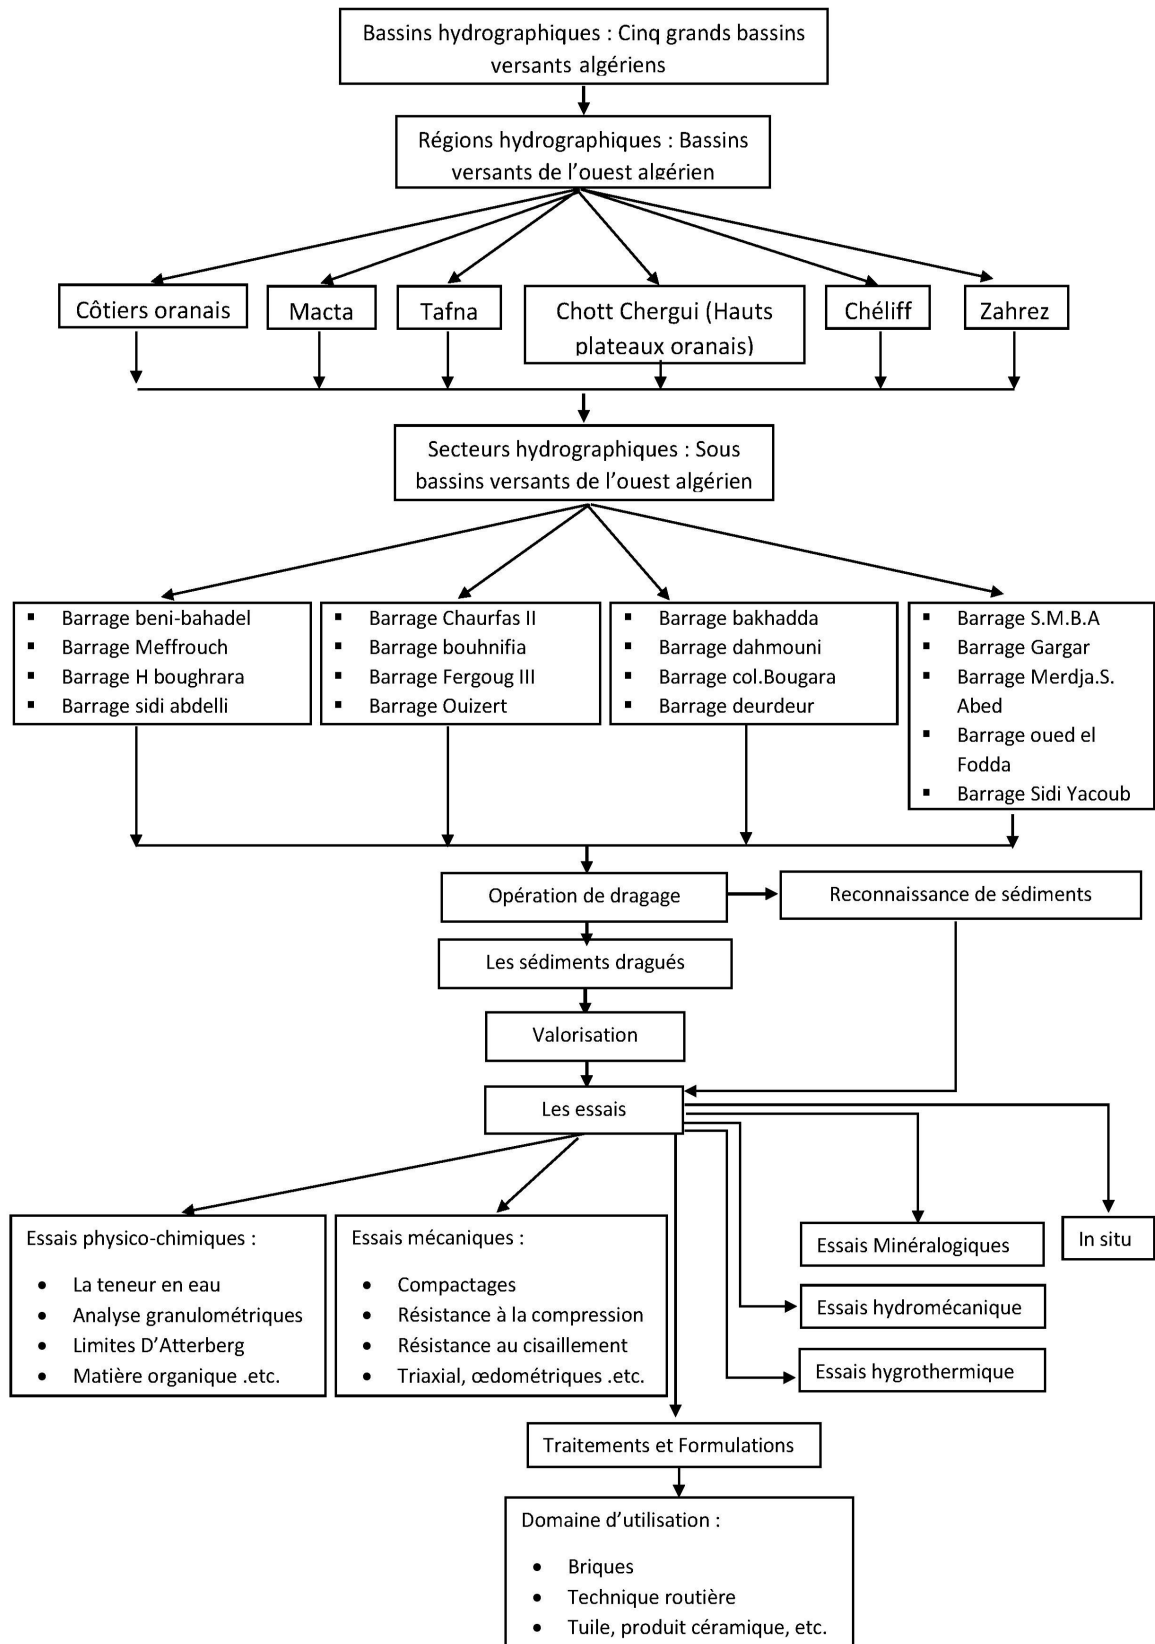 Bassins hydrographiques : Cinq grands bassins
versants algériens
Régions hydrographiques : Bassins
versants de l’ouest algérien
Côtiers oranais
Macta
Tafna
Chott Chergui (Hauts
plateaux oranais)
Chéliff
Zahrez
Secteurs hydrographiques : Sous
bassins versants de l’ouest algérien
▪ Barrage beni-bahadel
▪ Barrage Meffrouch
▪ Barrage H boughrara
▪ Barrage sidi abdelli
▪ Barrage Chaurfas II
▪ Barrage bouhnifia
▪ Barrage Fergoug III
▪ Barrage Ouizert
▪ Barrage bakhadda
▪ Barrage dahmouni
▪ Barrage col.Bougara
▪ Barrage deurdeur
▪ Barrage S.M.B.A
▪ Barrage Gargar
▪ Barrage Merdja.S.
Abed
▪ Barrage oued el
Fodda
▪ Barrage Sidi Yacoub
Opération de dragage
Reconnaissance de sédiments
Les sédiments dragués
Valorisation
Les essais
Essais physico-chimiques :
• La teneur en eau
• Analyse granulométriques
• Limites D’Atterberg
• Matière organique .etc.
Essais mécaniques :
• Compactages
• Résistance à la compression
• Résistance au cisaillement
• Triaxial, œdométriques .etc.
Essais Minéralogiques
In situ
Essais hydromécanique
Essais hygrothermique
Traitements et Formulations
Domaine d’utilisation :
• Briques
• Technique routière
• Tuile, produit céramique, etc.